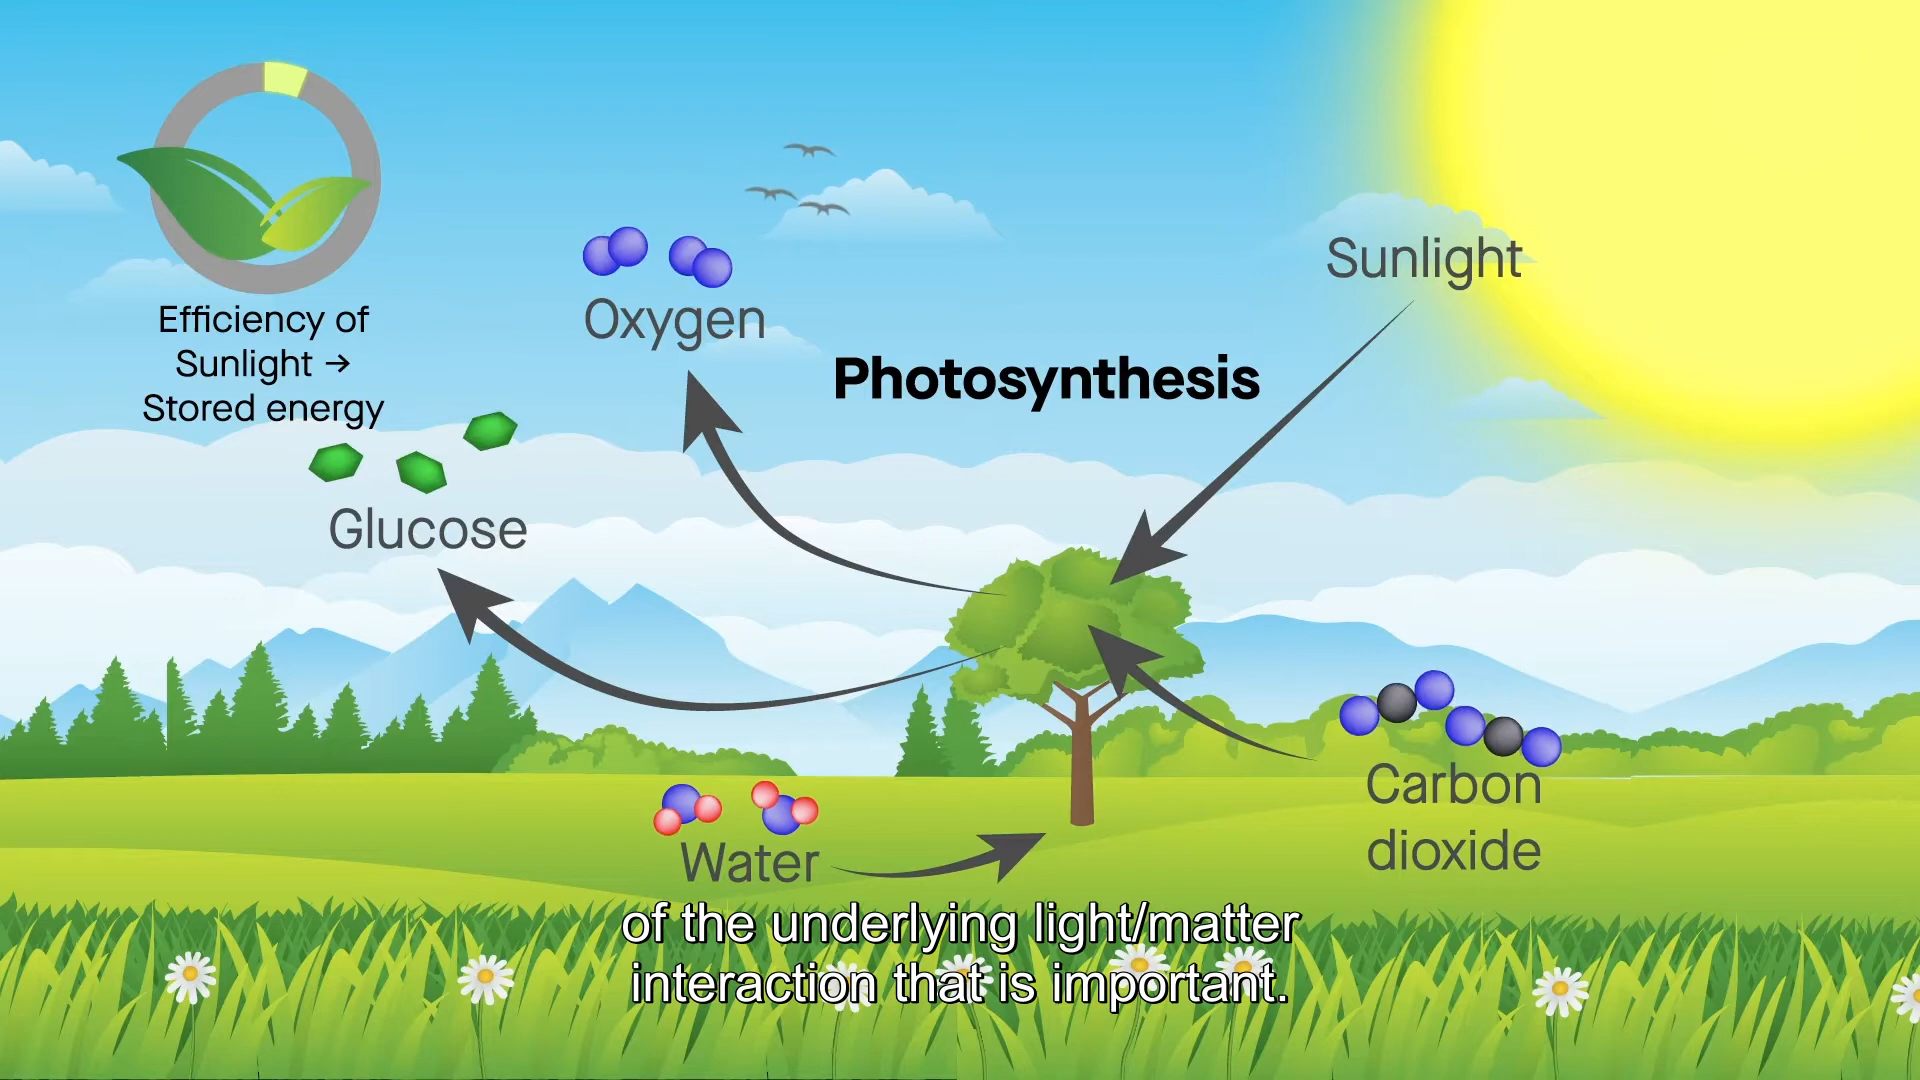 Efficiency of
Sunlight →
Stored energy
Oxygen
Sunlight
Photosynthesis
Glucose
Carbon
dioxide
Water
of the underlying light/matter
interaction that is important.